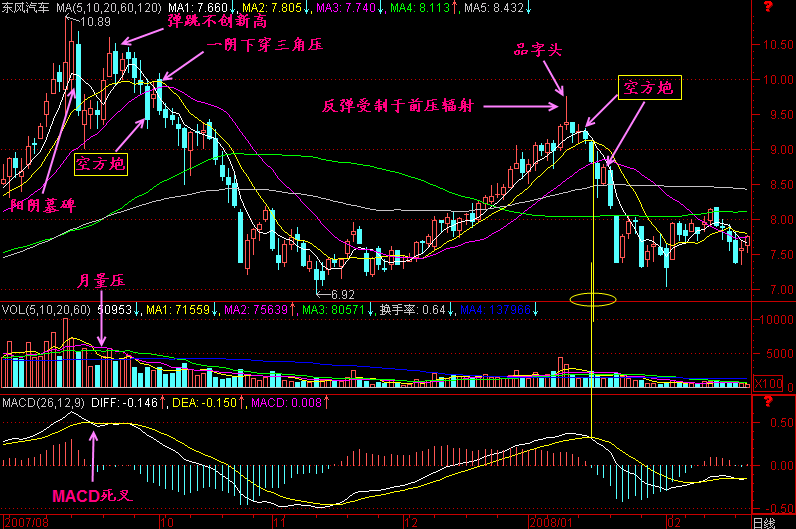 东风汽车 MA(5,10,20,60,120) MA1: 7.660↓, MA2: 7.805↓, MA3: 7.740↓, MA4: 8.113↑, MA5: 8.432↓
?
10.89
弹跳不创新高
一阴下穿三角压
品字头
10.50
反弹受制于前压辐射
空方炮
10.00
9.50
9.00
空方炮
8.50
阳阴墓碑
8.00
7.50
月量压
6.92
7.00
VOL(5,10,20,60) 50953↓, MA1: 71559↓, MA2: 75639↑, MA3: 80571↓, 换手率: 0.64↓, MA4: 137966↓
10000
5000
X100
MACD(26,12,9) DIFF: -0.146↑, DEA: -0.150↑, MACD: 0.008↑
?
0.50
0.00
MACD死叉
-0.50
2007/08 10 11 12 2008/01 02 日线